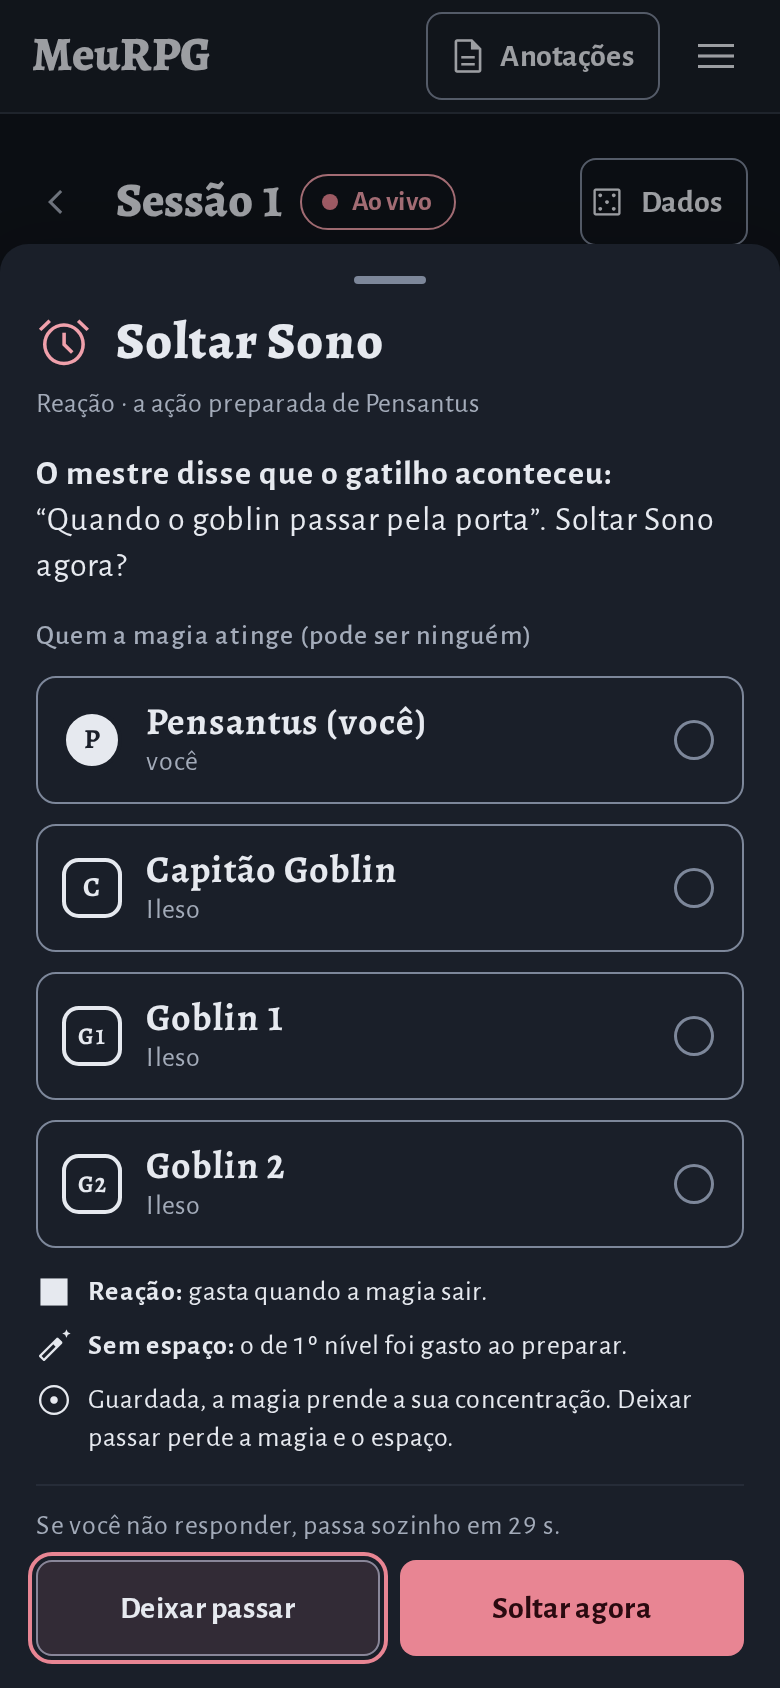 MeuRPG
Anotações
Sessão 1
Ao vivo
Dados
Soltar Sono
Reação · a ação preparada de Pensantus
O mestre disse que o gatilho aconteceu:
“Quando o goblin passar pela porta”. Soltar Sono
agora?
Quem a magia atinge (pode ser ninguém)
P
Pensantus (você)
você
C
Capitão Goblin
Ileso
G1
Goblin 1
Ileso
G2
Goblin 2
Ileso
Reação: gasta quando a magia sair.
Sem espaço: o de 1º nível foi gasto ao preparar.
Guardada, a magia prende a sua concentração. Deixar
passar perde a magia e o espaço.
Se você não responder, passa sozinho em 29 s.
Deixar passar
Soltar agora